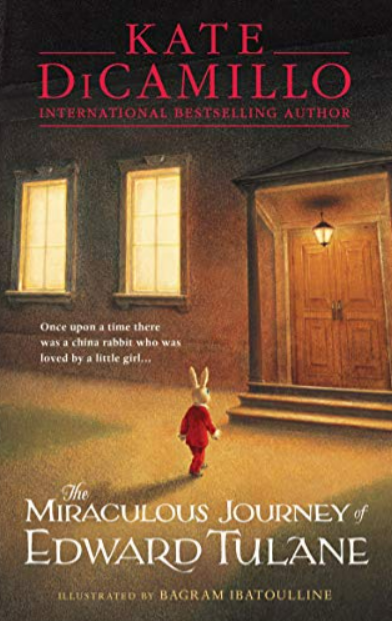 KATE
DICAMILLO
INTERNATIONAL BESTSELLING AUTHOR
Once upon a time there
was a china rabbit who was
loved by a little girl...
The
MIRACULOUS JOURNEY of
EDWARD TULANE
ILLUSTRATED BY BAGRAM IBATOULLINE